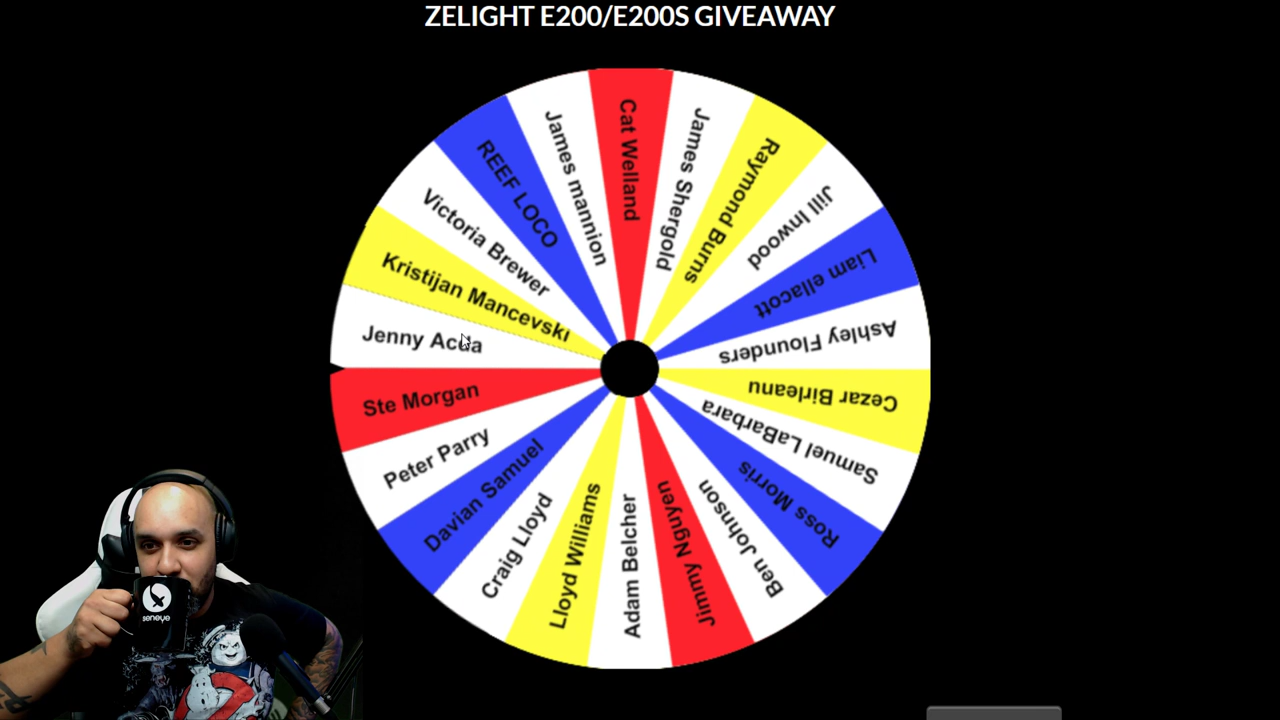 ZELIGHT E200/E200S GIVEAWAY
Cat Welland
James Shergold
Raymond Burns
Jill Inwood
Liam ellacott
Ashley Flounders
Cezar Birleanu
Samuel LaBarbara
Ross Morris
Ben Johnson
Jimmy Nguyen
Adam Belcher
Lloyd Williams
Craig Lloyd
Davian Samuel
Peter Parry
Ste Morgan
Jenny
Kristijan Mancevski
Victoria Brewer
REEF LOCO
James mannion
seneye